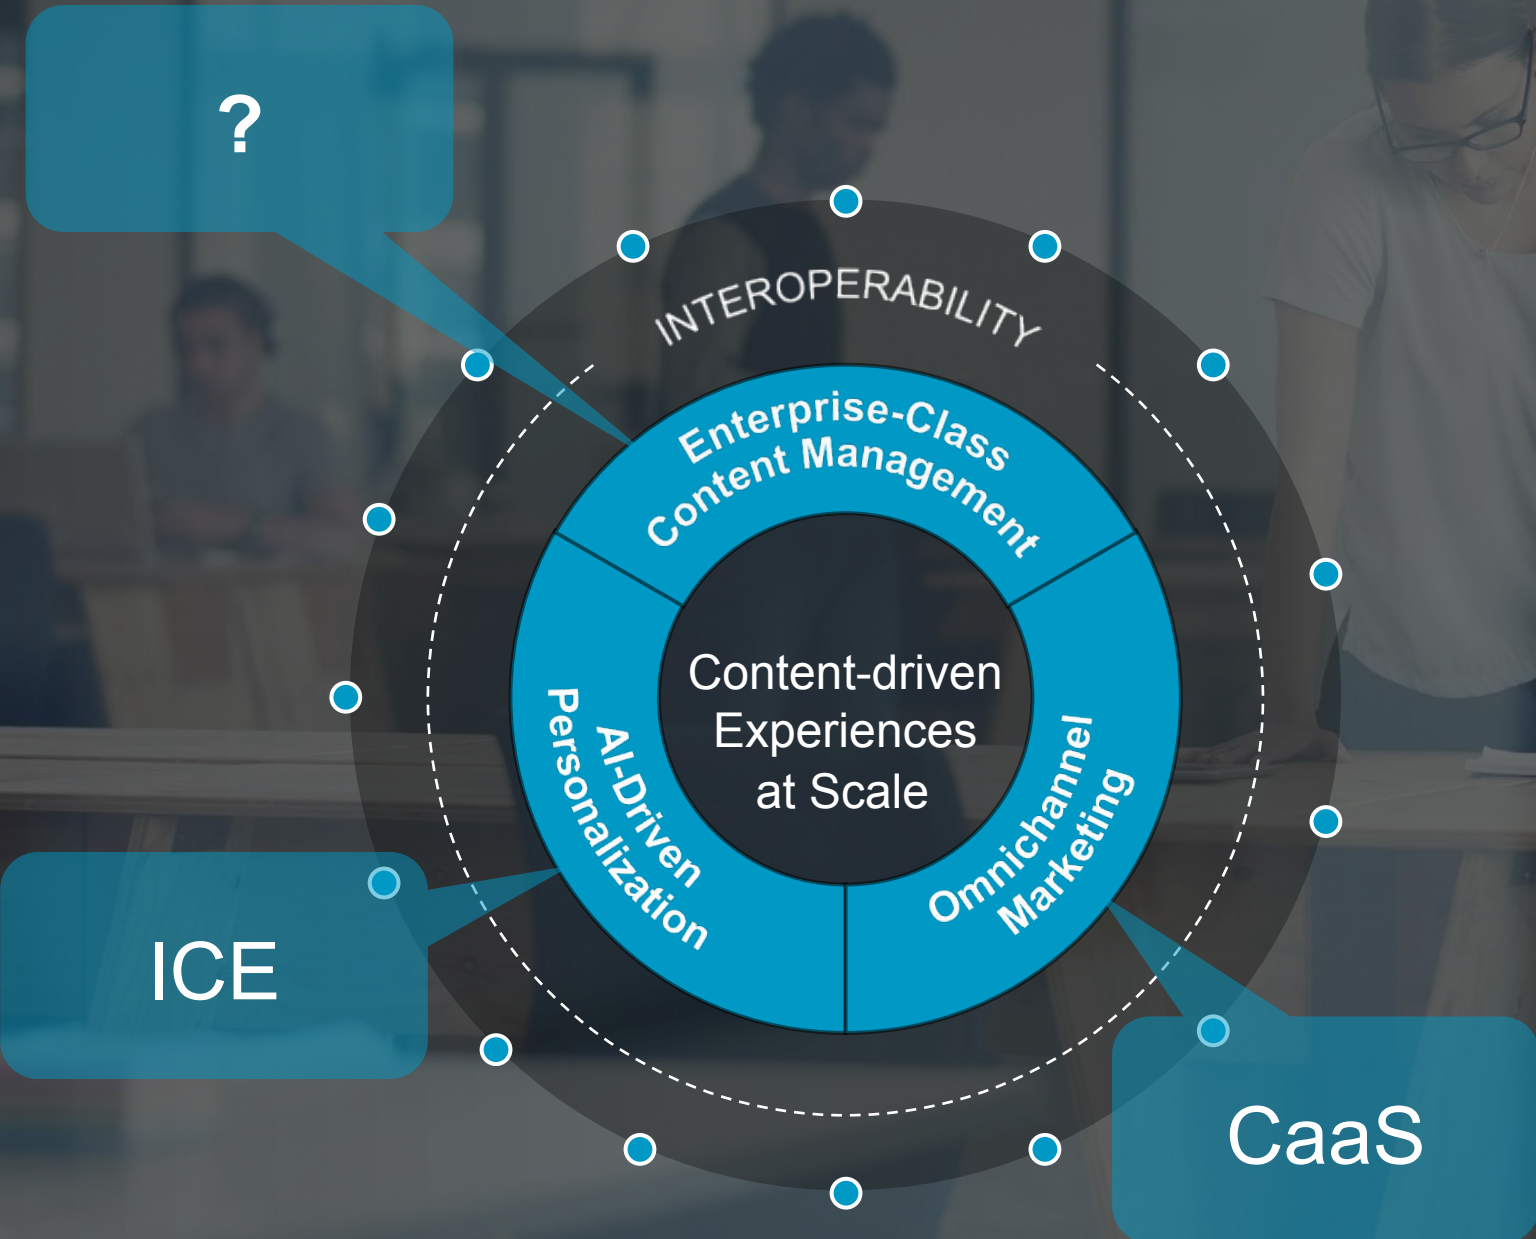 ?
INTEROPERABILITY
Enterprise-Class
Content Management
Content-driven
Experiences
at Scale
AI-Driven
Personalization
Omnichannel
Marketing
ICE
CaaS